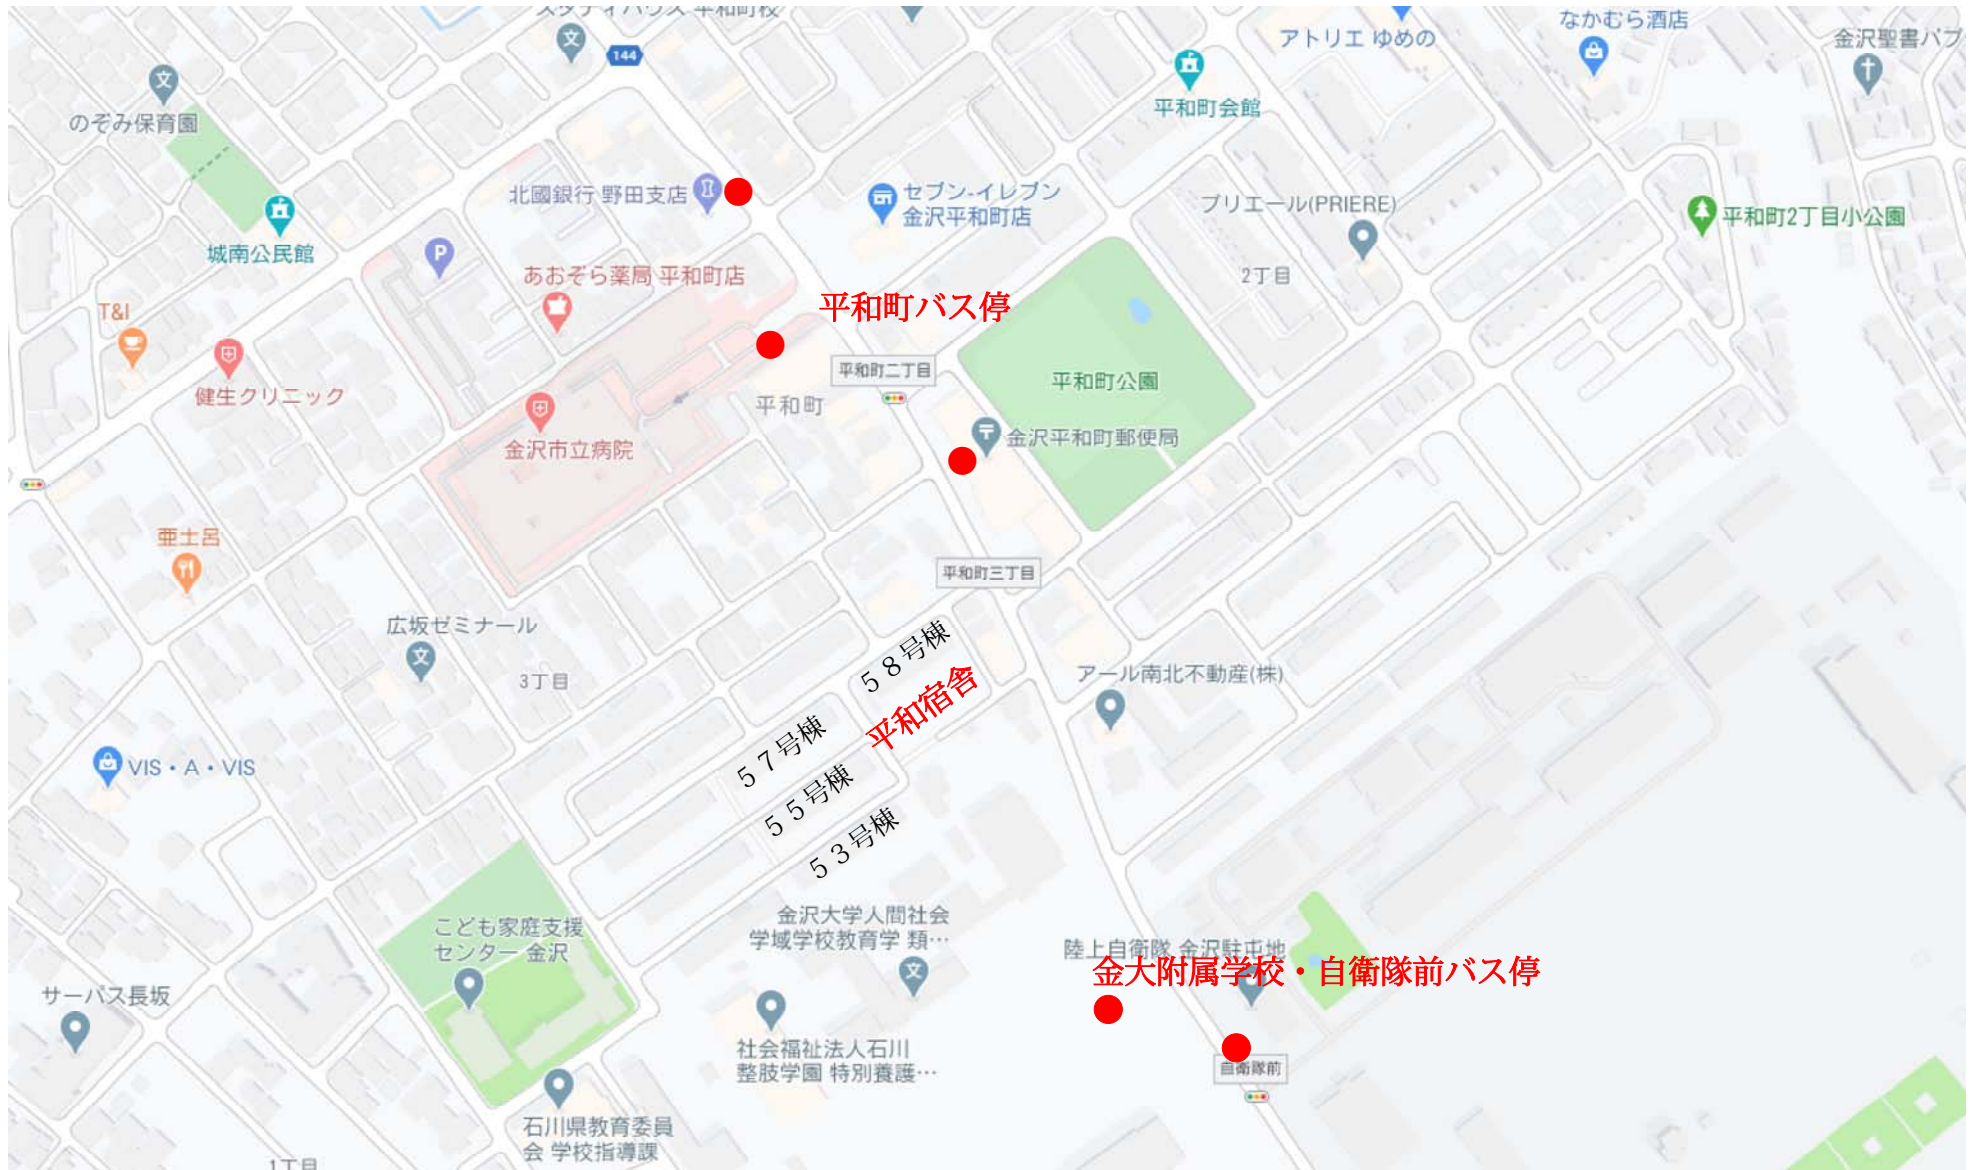 スタディハウス 平和町校
なかむら酒店
アトリエ ゆめの
金沢聖書バプ
144
のぞみ保育園
平和町会館
北國銀行 野田支店
セブン-イレブン
金沢平和町店
プリエール(PRIERE)
平和町2丁目小公園
城南公民館
P
あおぞら薬局 平和町店
2丁目
T&I
平和町バス停
平和町二丁目
平和町公園
健生クリニック
平和町
金沢市立病院
金沢平和町郵便局
亜士呂
平和町三丁目
広坂ゼミナール
3丁目
58号棟
平和宿舎
アール南北不動産(株)
57号棟
VIS・A・VIS
55号棟
53号棟
金沢大学人間社会
学域学校教育学 類…
こども家庭支援
センター 金沢
陸上自衛隊 金沢駐屯地
金大附属学校・自衛隊前バス停
サーパス長坂
社会福祉法人石川
整肢学園 特別養護…
自衛隊前
石川県教育委員
会 学校指導課
1丁目